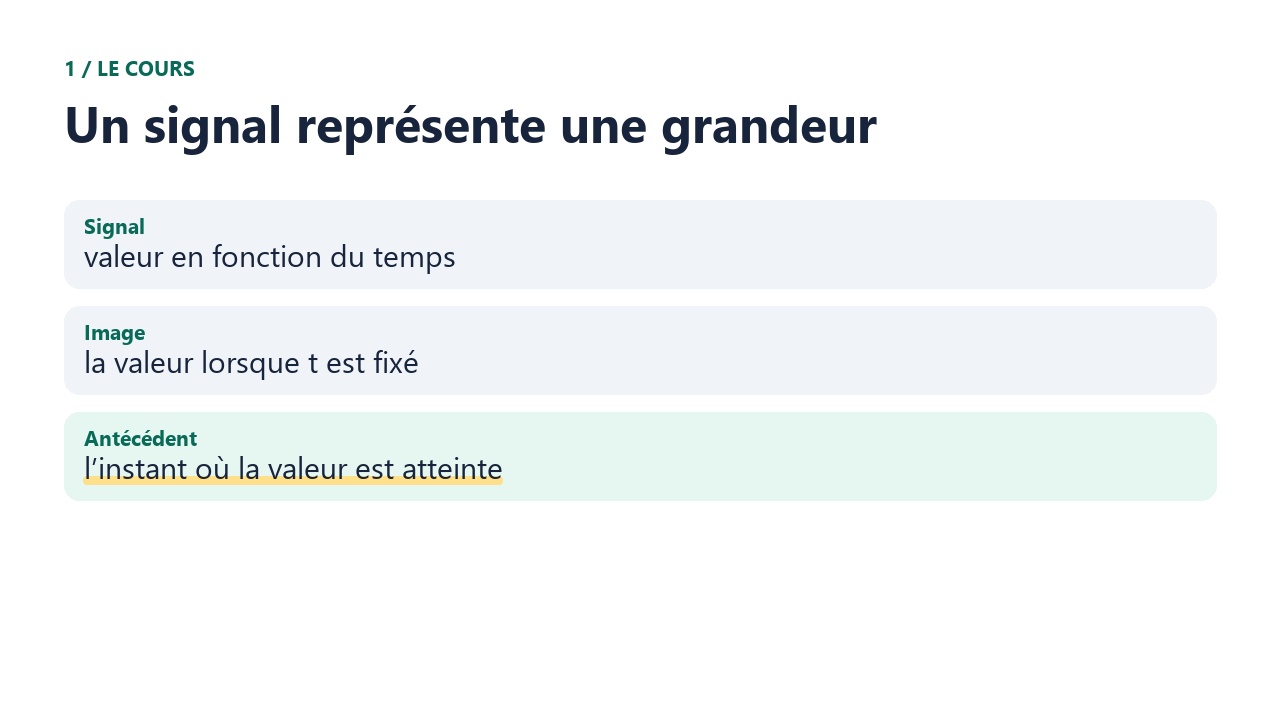 1 / LE COURS
Un signal représente une grandeur
Signal
valeur en fonction du temps
Image
la valeur lorsque t est fixé
Antécédent
l’instant où la valeur est atteinte